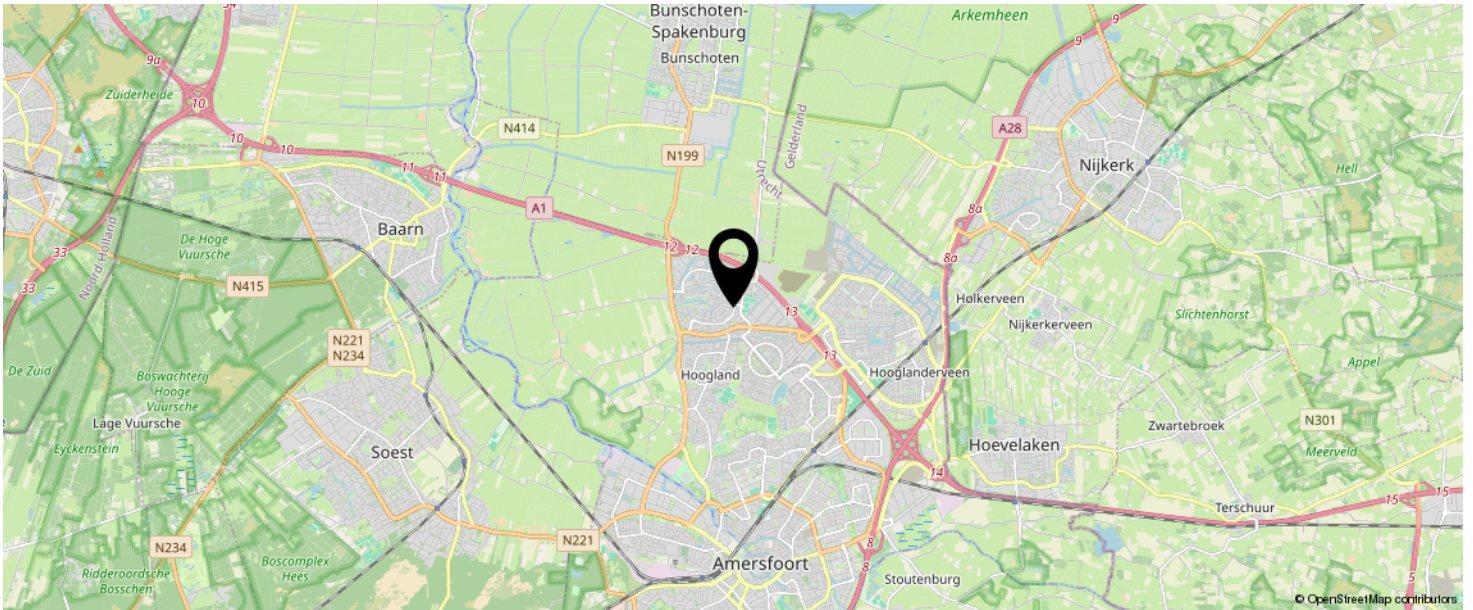 Bunschoten-
Spakenburg
Bunschoten
Arkemheen
34
9
9a
9
Zuiderheide
10
10
10
N414
A28
Gelderland
Utrecht
N199
Nijkerk
Hell
11
11
A1
8a
8a
Baarn
De Hoge
Vuursche
12
12
33
33
Noord-Holland
N415
13
Holkerveen
Nijkerkerveen
Slichtenhorst
N221
N234
13
De Zuid
Boswachterij
Hooge
Vuursche
Hoogland
Hooglanderveen
Appel
Lage Vuursche
Zwartebroek
N301
Eyckenstein
Soest
Hoevelaken
Meerveld
14
15
15
Terschuur
N234
N221
8
Boscomplex
Hees
Amersfoort
8
Stoutenburg
Ridderoordsche
Bosschen
5
© OpenStreetMap contributors